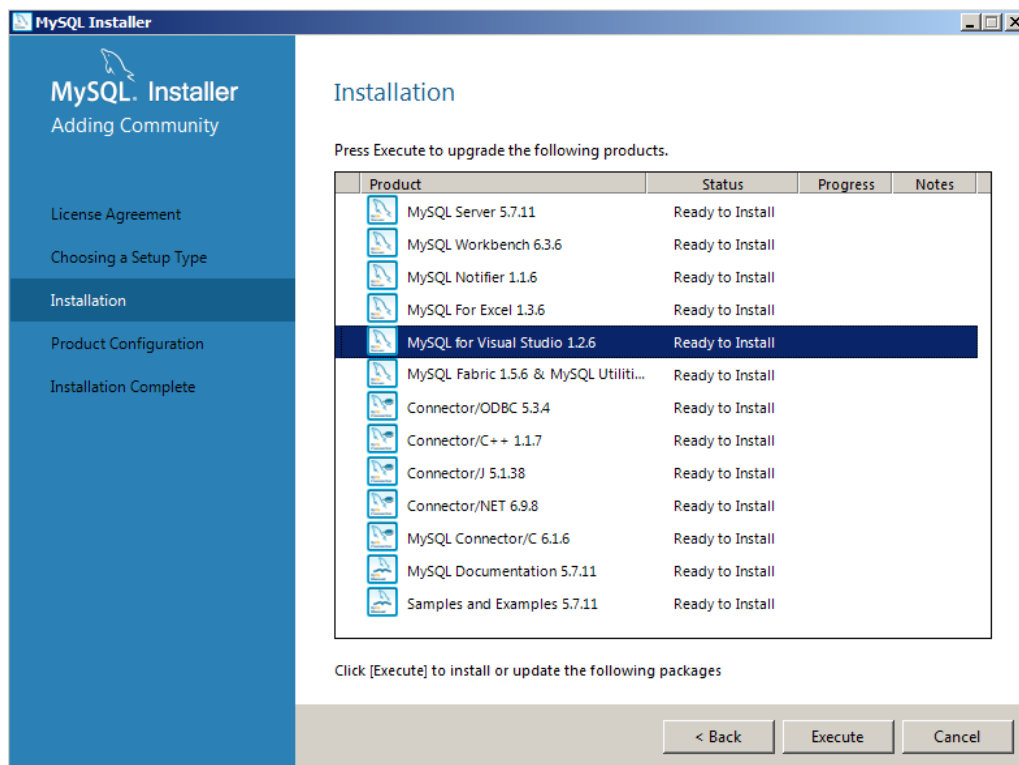 MySQL Installer
MySQL. Installer
Adding Community
License Agreement
Choosing a Setup Type
Installation
Product Configuration
Installation Complete
Installation
Press Execute to upgrade the following products.
Product Status Progress Notes
MySQL Server 5.7.11 Ready to Install
MySQL Workbench 6.3.6 Ready to Install
MySQL Notifier 1.1.6 Ready to Install
MySQL For Excel 1.3.6 Ready to Install
MySQL for Visual Studio 1.2.6 Ready to Install
MySQL Fabric 1.5.6 & MySQL Utiliti... Ready to Install
Connector/ODBC 5.3.4 Ready to Install
Connector/C++ 1.1.7 Ready to Install
Connector/J 5.1.38 Ready to Install
Connector/NET 6.9.8 Ready to Install
MySQL Connector/C 6.1.6 Ready to Install
MySQL Documentation 5.7.11 Ready to Install
Samples and Examples 5.7.11 Ready to Install
Click [Execute] to install or update the following packages
< Back Execute Cancel